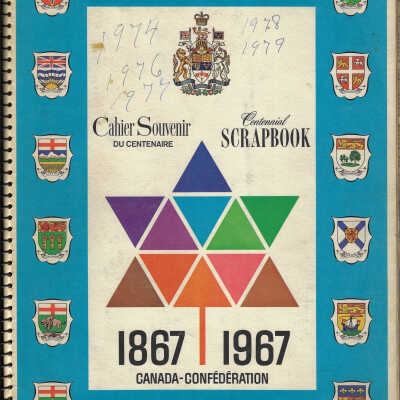 1974
1976
1977
1978
1979
Cahier Souvenir
DU CENTENAIRE
Centennial
SCRAPBOOK
1867 1967
CANADA-CONFÉDÉRATION